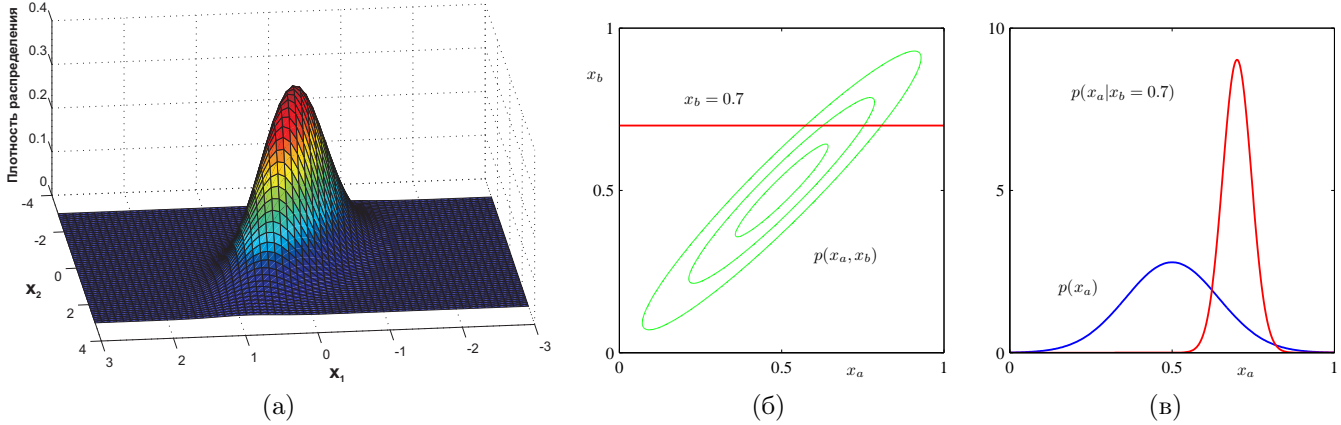 Плотность распределения
0.4
0.3
0.2
0.1
0
-4
-2
0
2
4
x₂
3
2
1
0
-1
-2
-3
x₁
(а)
1
x_b
0.5
0
x_b = 0.7
p(x_a, x_b)
0
0.5
x_a
1
(б)
10
5
0
p(x_a|x_b = 0.7)
p(x_a)
0
0.5
x_a
1
(в)